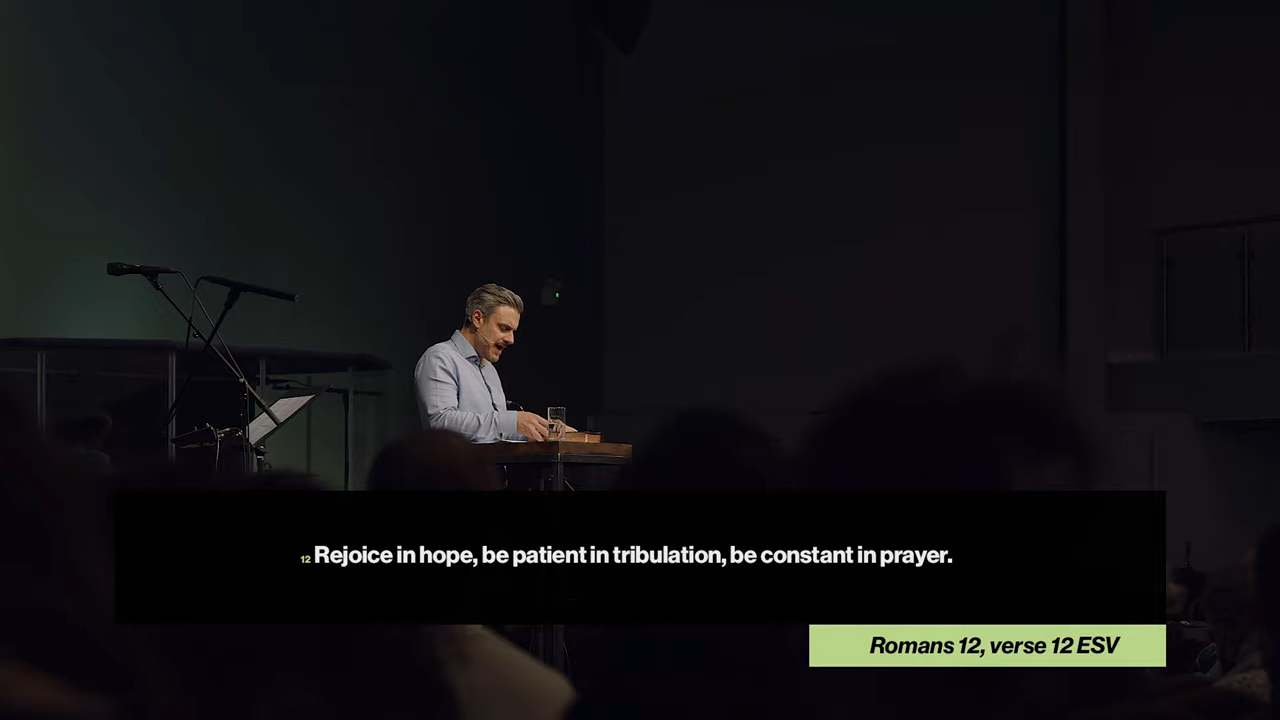 12 Rejoice in hope, be patient in tribulation, be constant in prayer.
Romans 12, verse 12 ESV